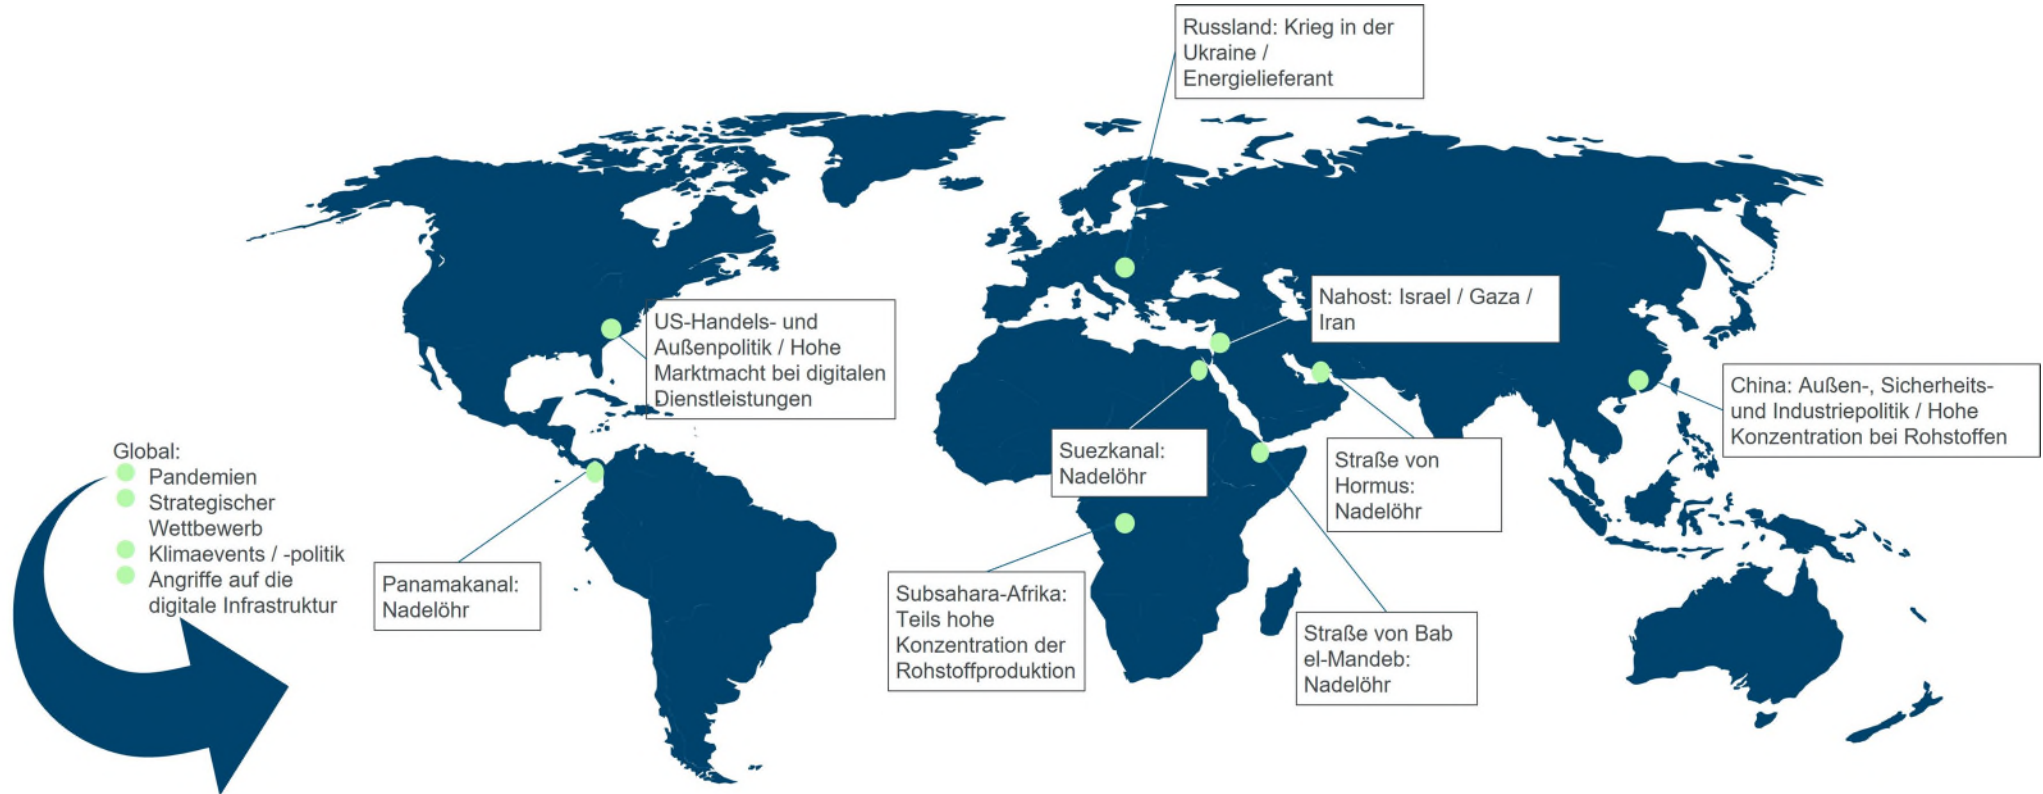 Russland: Krieg in der
Ukraine /
Energielieferant
Nahost: Israel / Gaza /
Iran
US-Handels- und
Außenpolitik / Hohe
Marktmacht bei digitalen
Dienstleistungen
China: Außen-, Sicherheits-
und Industriepolitik / Hohe
Konzentration bei Rohstoffen
Suezkanal:
Nadelöhr
Straße von
Hormus:
Nadelöhr
Global:
Pandemien
Strategischer
Wettbewerb
Klimaevents / -politik
Angriffe auf die
digitale Infrastruktur
Panamakanal:
Nadelöhr
Subsahara-Afrika:
Teils hohe
Konzentration der
Rohstoffproduktion
Straße von Bab
el-Mandeb:
Nadelöhr